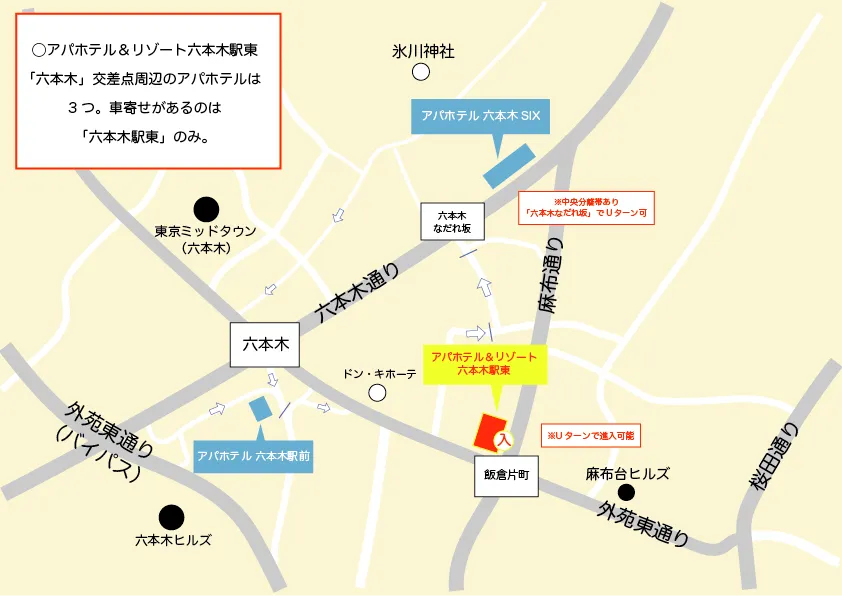 ○アパホテル＆リゾート六本木駅東
「六本木」交差点周辺のアパホテルは
３つ。車寄せがあるのは
「六本木駅東」のみ。
氷川神社
アパホテル 六本木 SIX
東京ミッドタウン
（六本木）
六本木
なだれ坂
※中央分離帯あり
「六本木なだれ坂」でＵターン可
六本木通り
麻布通り
六本木
ドン・キホーテ
アパホテル＆リゾート
六本木駅東
外苑東通り
（バイパス）
アパホテル 六本木駅前
入
※Ｕターンで進入可能
飯倉片町
麻布台ヒルズ
桜田通り
外苑東通り
六本木ヒルズ